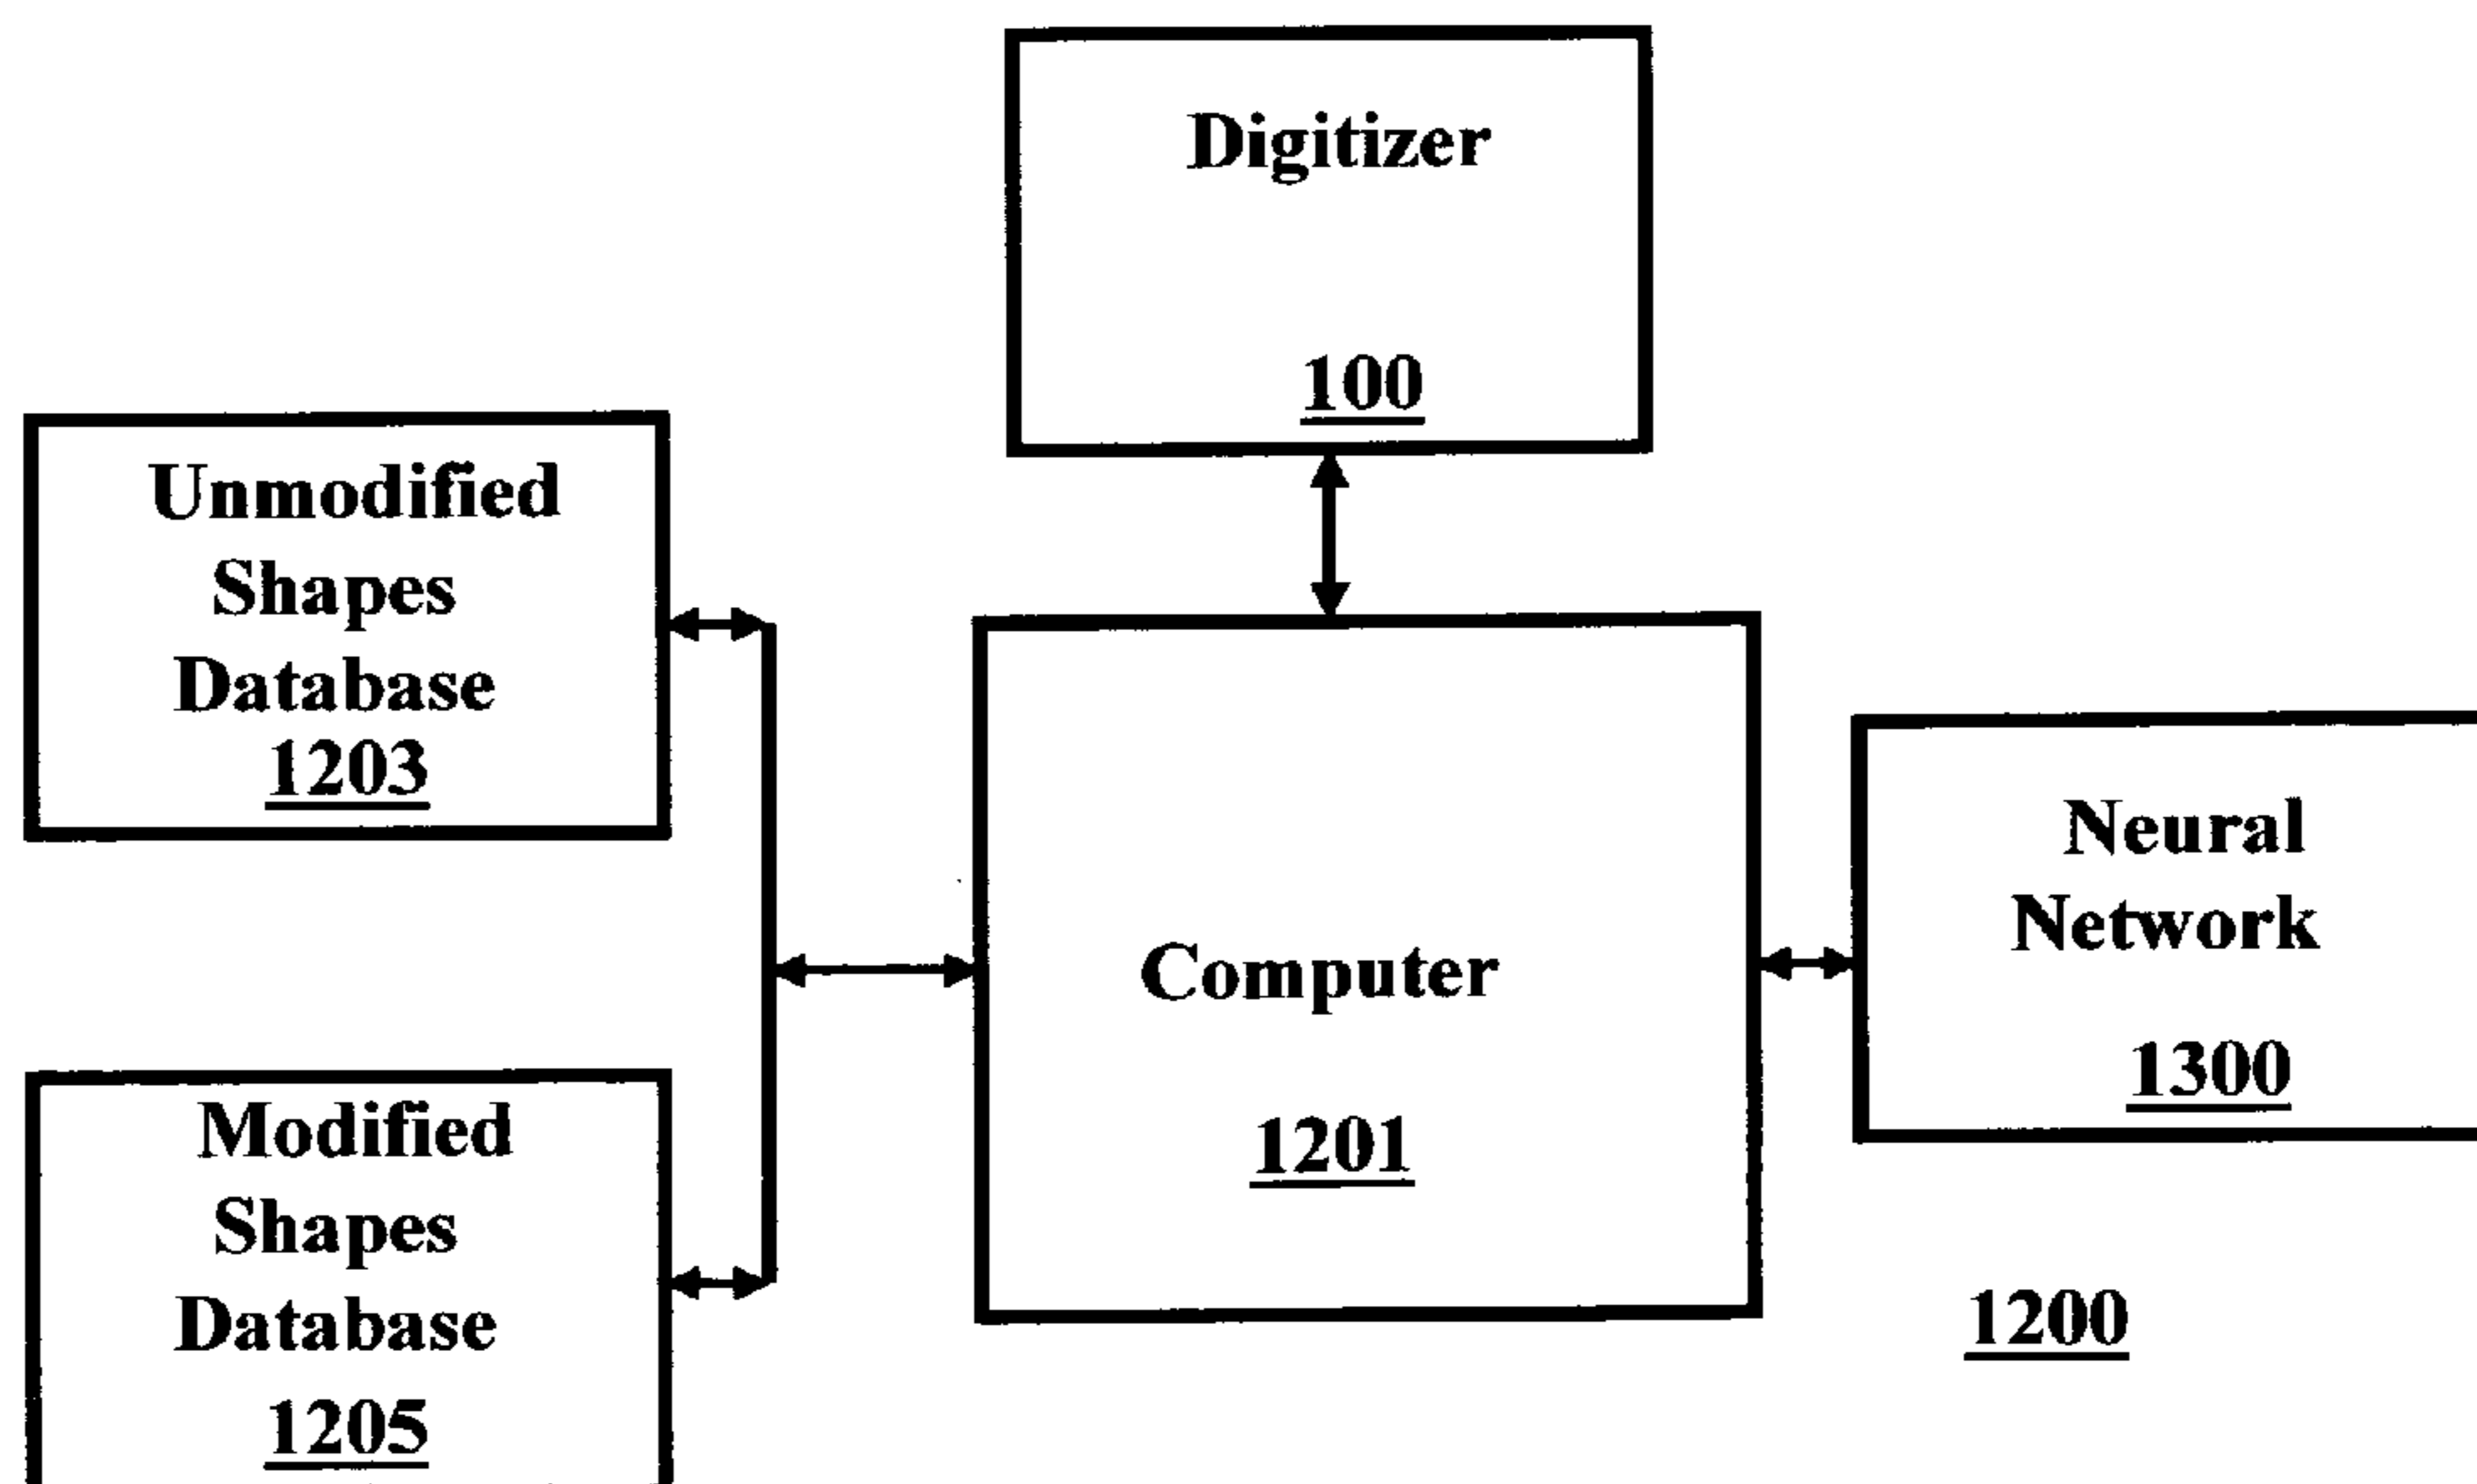 Digitizer
100
Unmodified
Shapes
Database
1203
Computer
1201
Neural
Network
1300
Modified
Shapes
Database
1205
1200